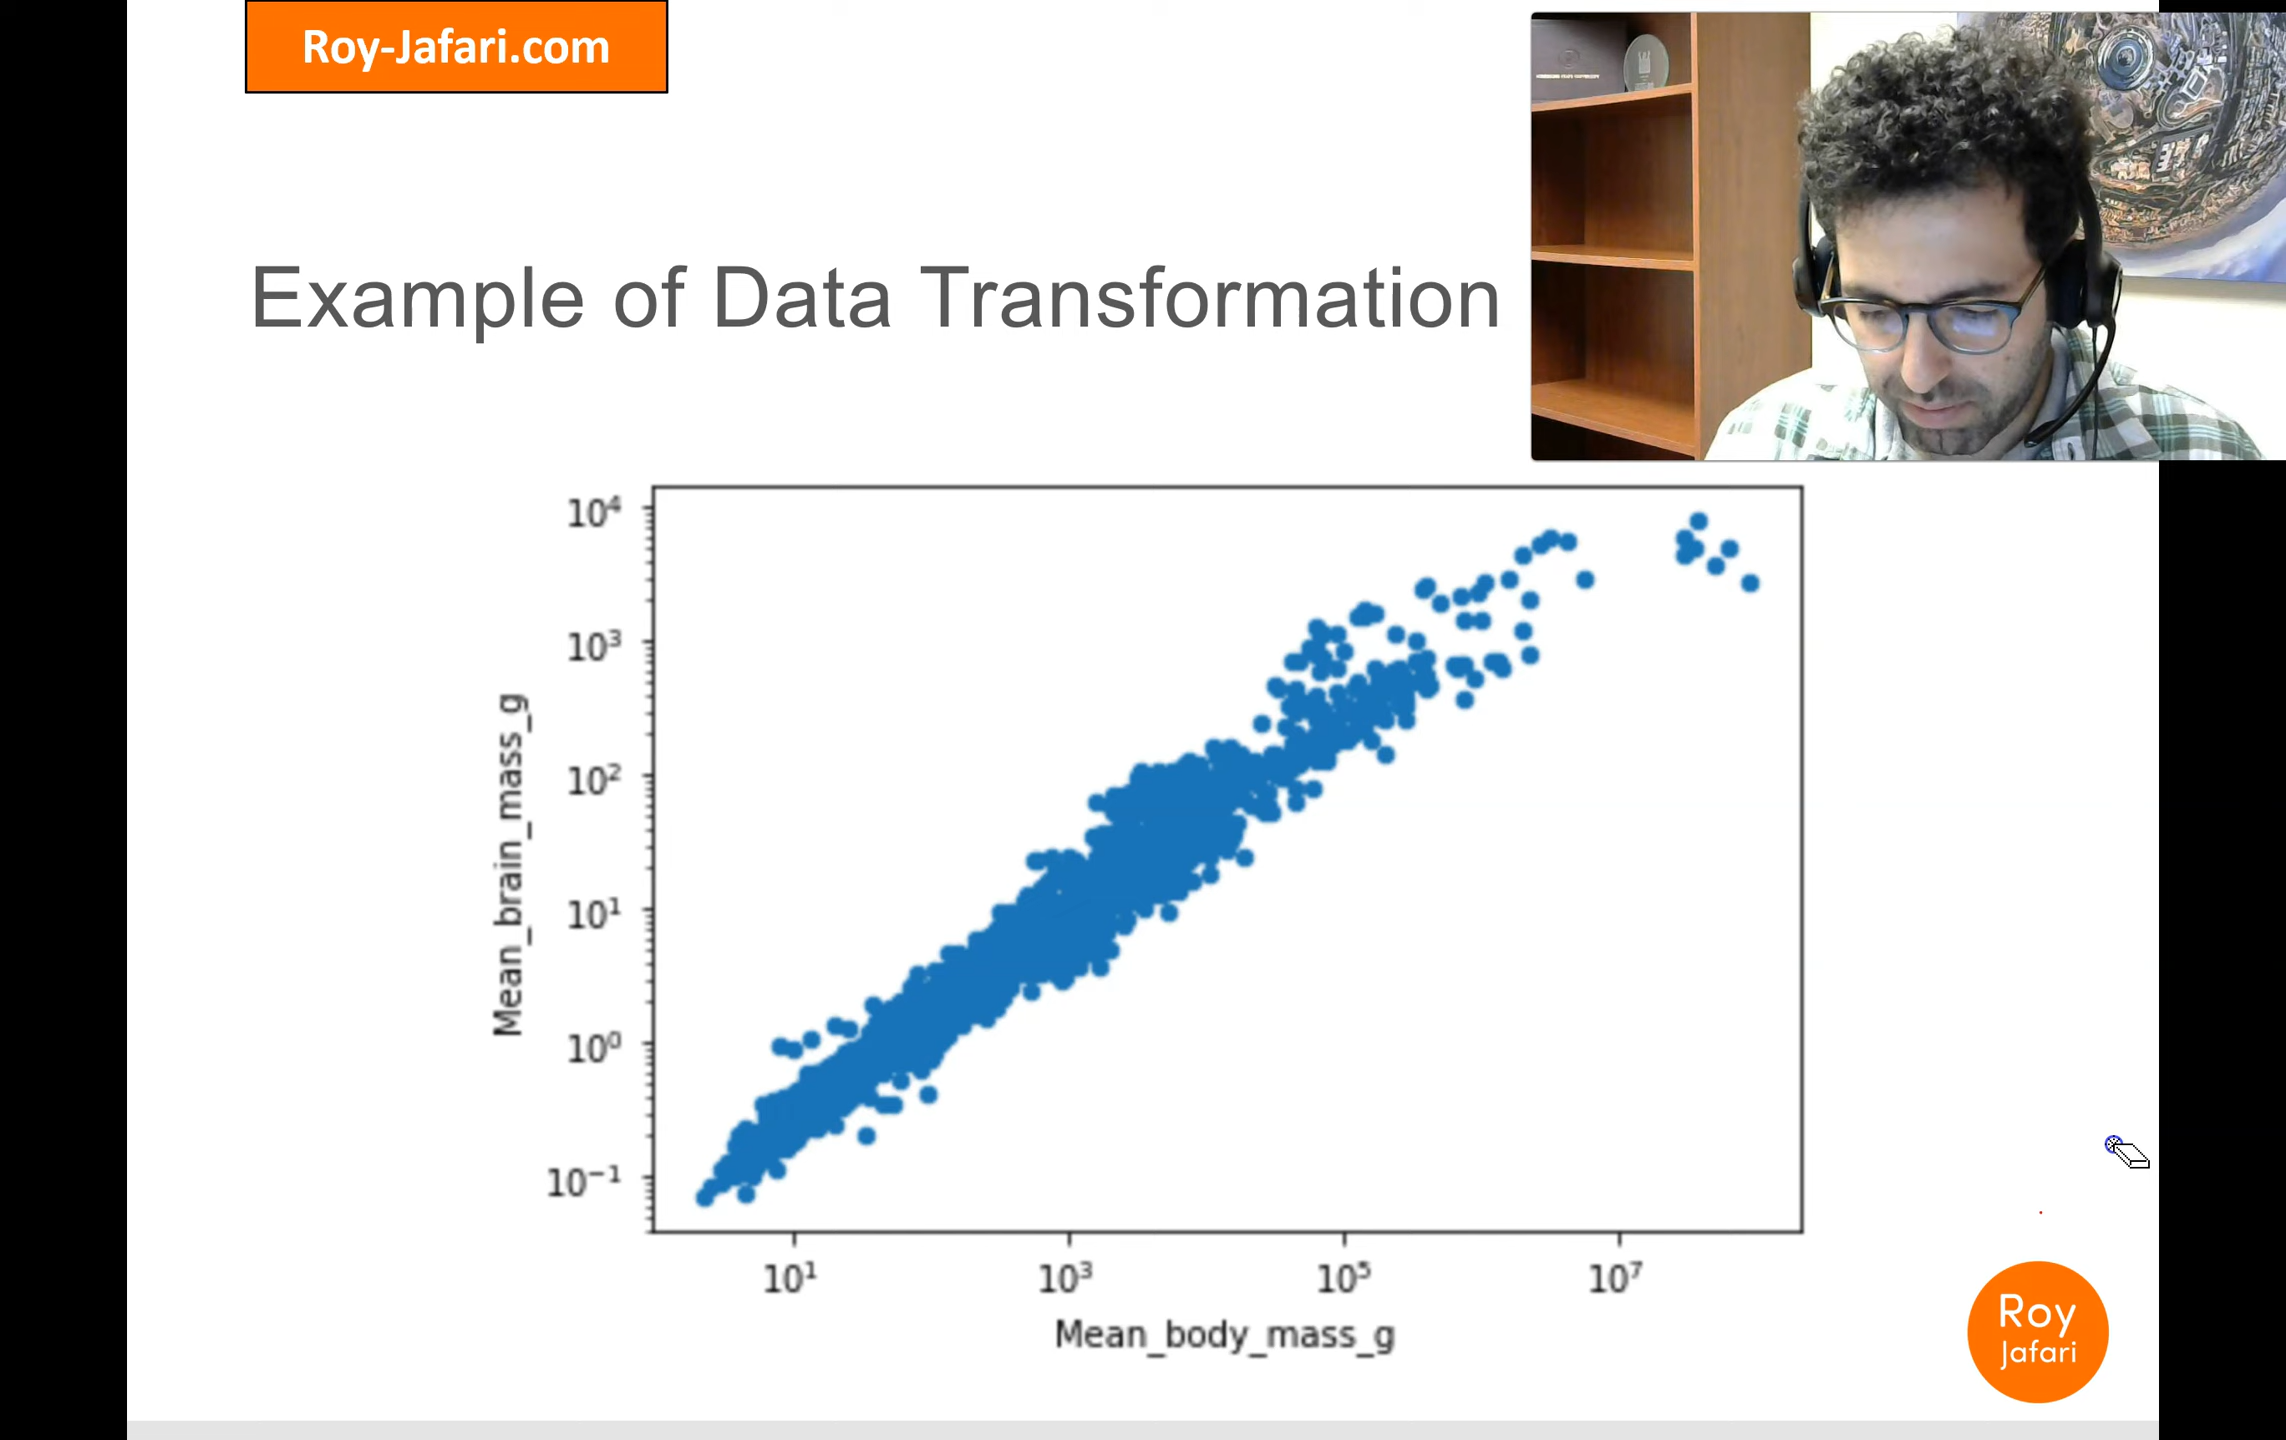 Roy-Jafari.com
Example of Data Transformation
10⁴
10³
10²
10¹
10⁰
10⁻¹
Mean_brain_mass_g
10¹ 10³ 10⁵ 10⁷
Mean_body_mass_g
Roy
Jafari